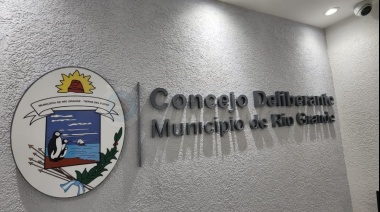 Concejo Deliberante
Municipio de Río Grande